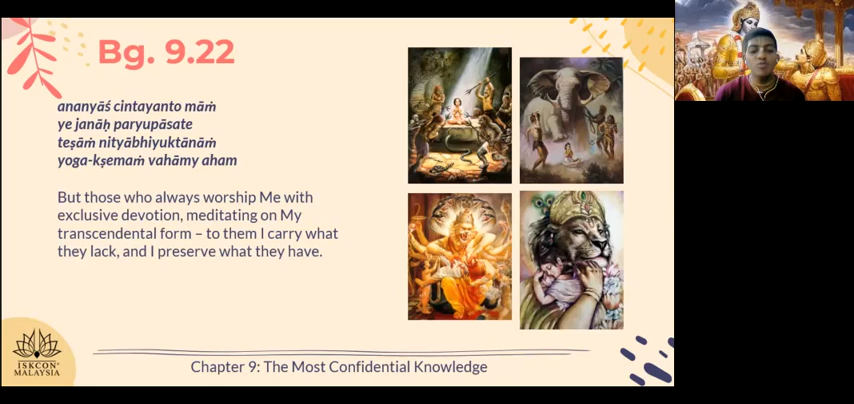 Bg. 9.22
ananyāś cintayanto māṁ
ye janāḥ paryupāsate
teṣāṁ nityābhiyuktānāṁ
yoga-kṣemaṁ vahāmy aham
But those who always worship Me with
exclusive devotion, meditating on My
transcendental form – to them I carry what
they lack, and I preserve what they have.
ISKCON
MALAYSIA
Chapter 9: The Most Confidential Knowledge